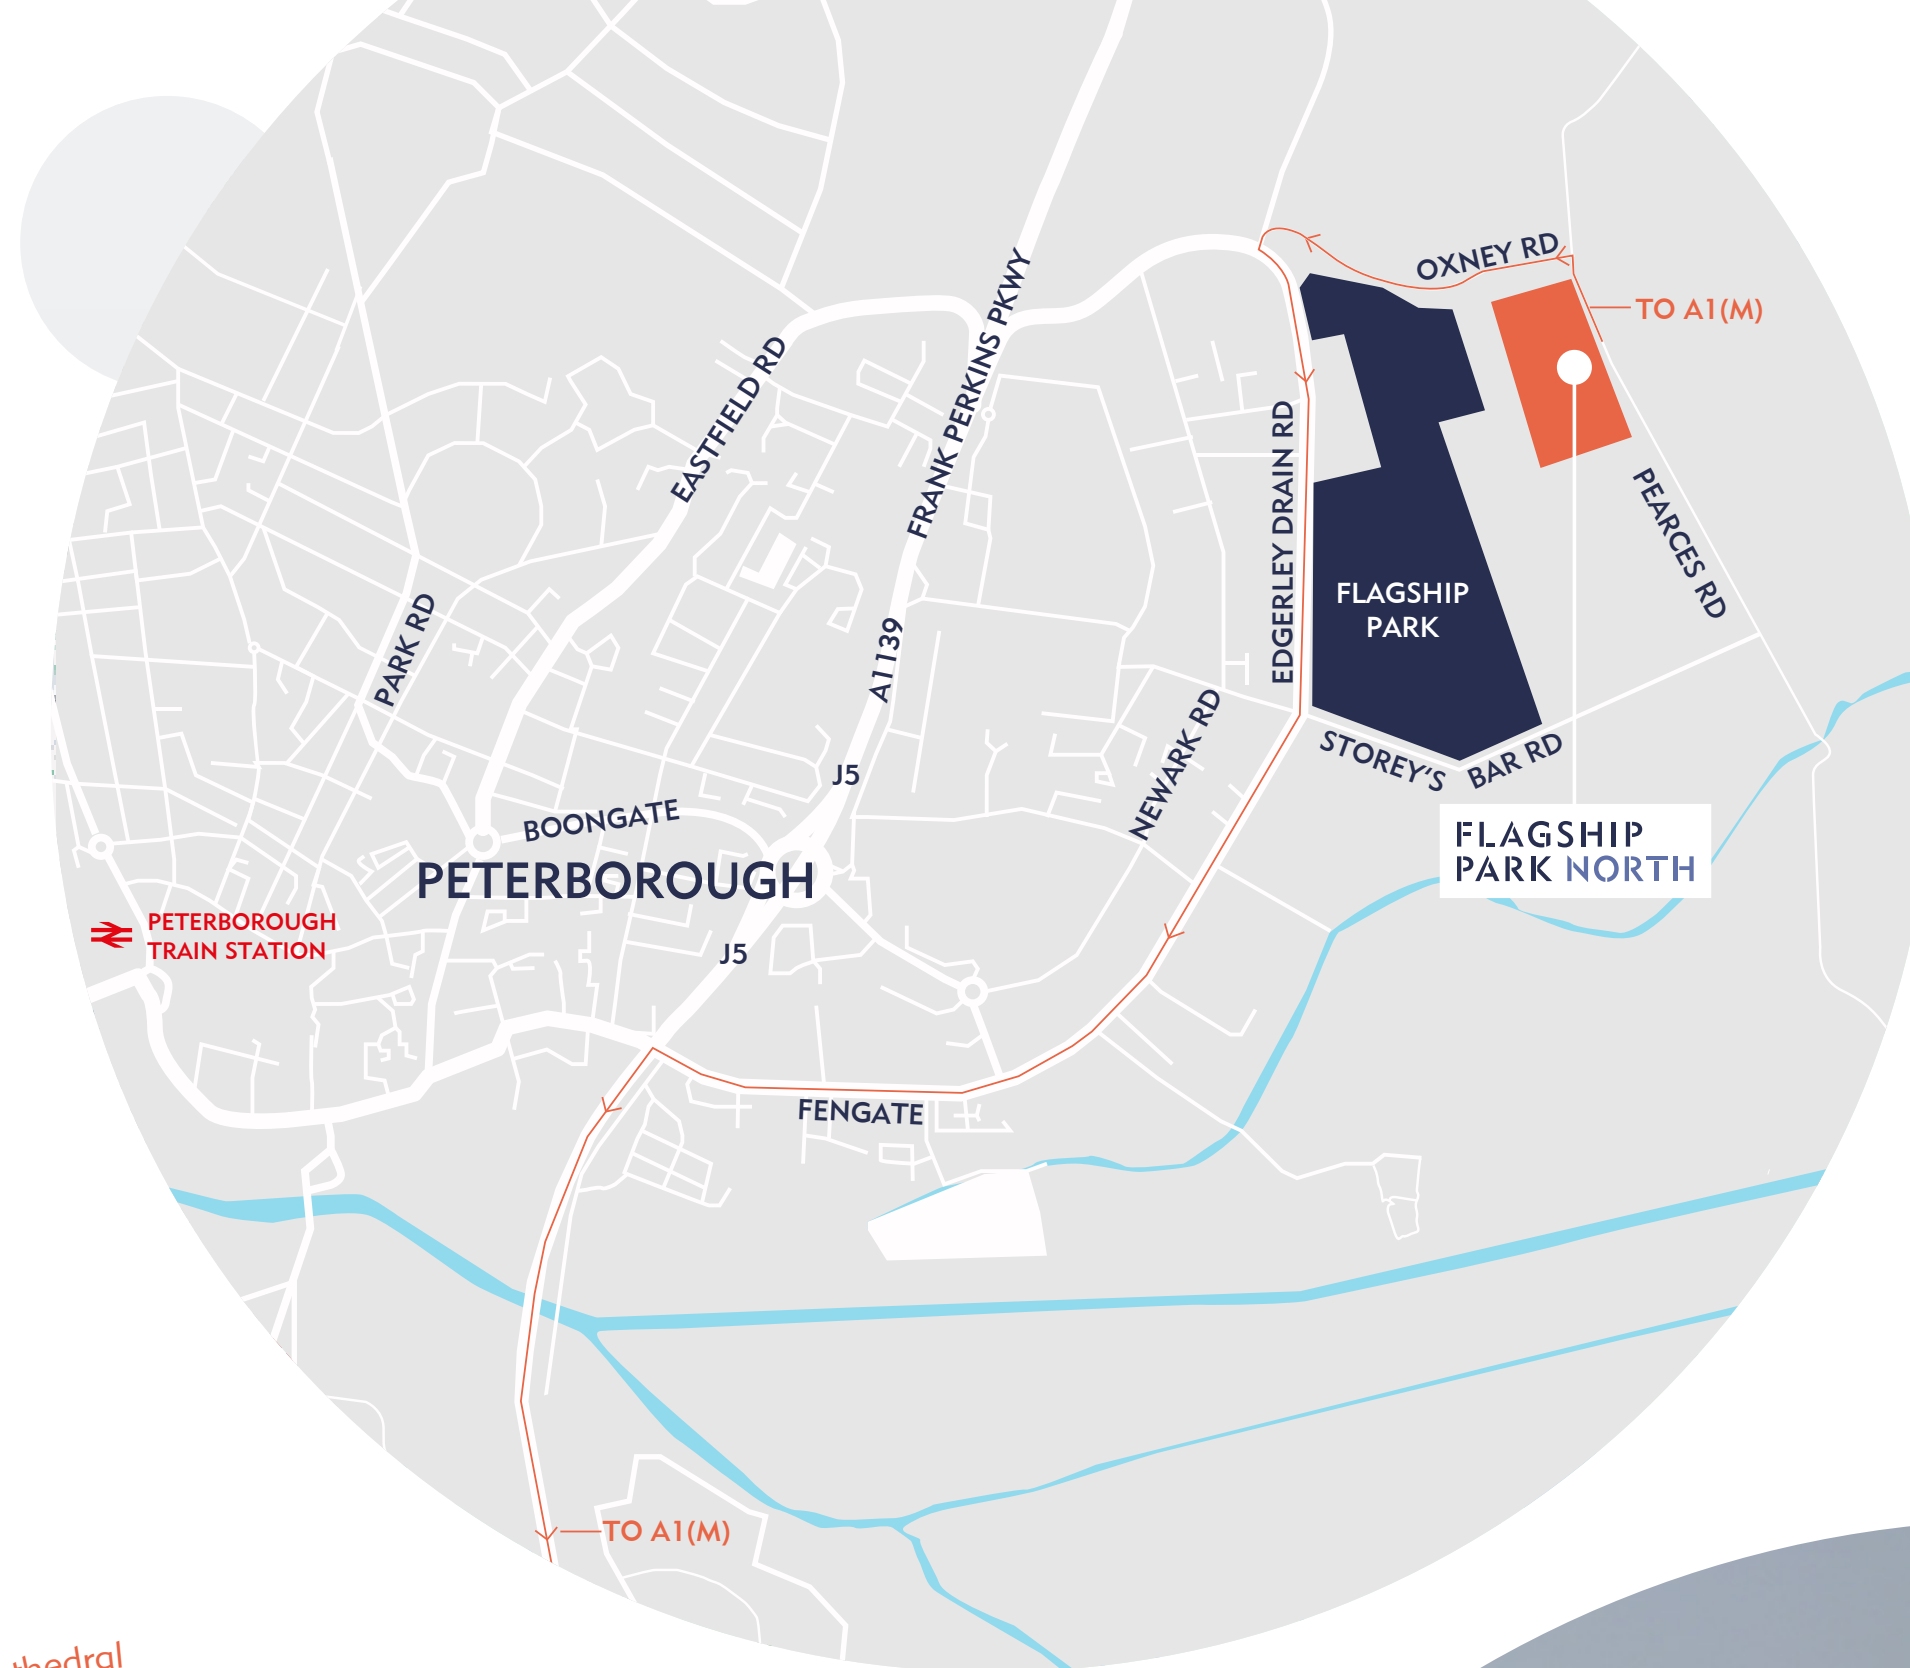 OXNEY RD
TO A1(M)
FRANK PERKINS PKWY
EASTFIELD RD
EDGERLEY DRAIN RD
PEARCES RD
FLAGSHIP
PARK
PARK RD
A1139
NEWARK RD
STOREY'S BAR RD
J5
BOONGATE
FLAGSHIP
PARK NORTH
PETERBOROUGH
PETERBOROUGH
TRAIN STATION
J5
FENGATE
TO A1(M)